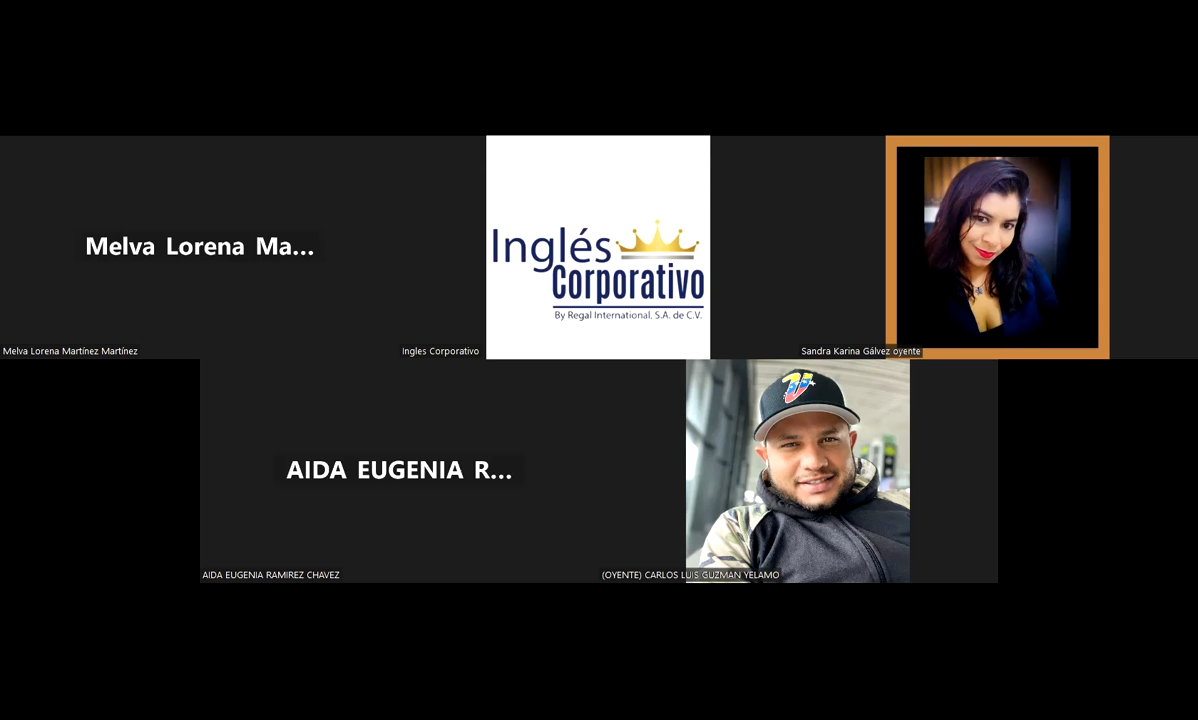 Melva Lorena Ma...
Inglés
Corporativo
By Regal International, S.A. de C.V.
Melva Lorena Martínez Martínez
Ingles Corporativo
Sandra Karina Gálvez oyente
AIDA EUGENIA R...
AIDA EUGENIA RAMIREZ CHAVEZ
(OYENTE) CARLOS LUIS GUZMAN YELAMO